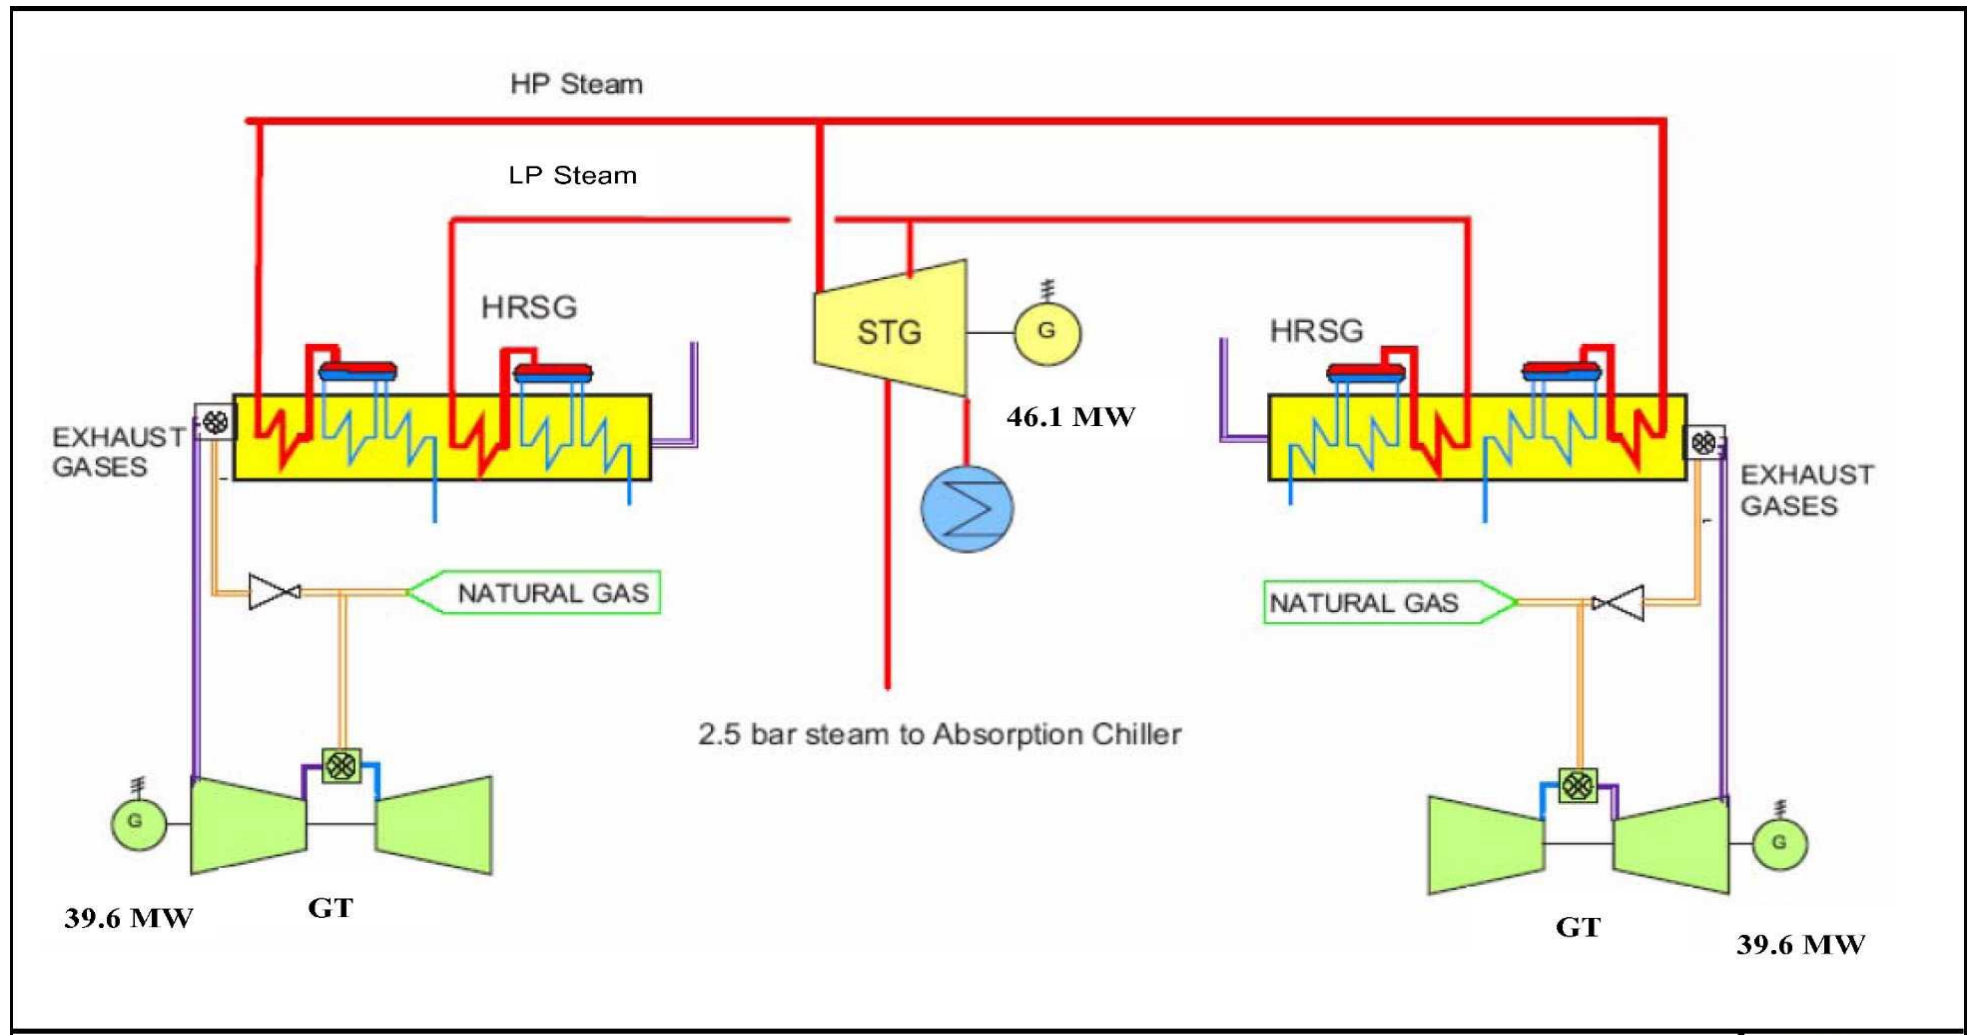 HP Steam
LP Steam
HRSG
STG
G
HRSG
46.1 MW
EXHAUST
GASES
EXHAUST
GASES
NATURAL GAS
NATURAL GAS
2.5 bar steam to Absorption Chiller
G
G
39.6 MW
GT
GT
39.6 MW